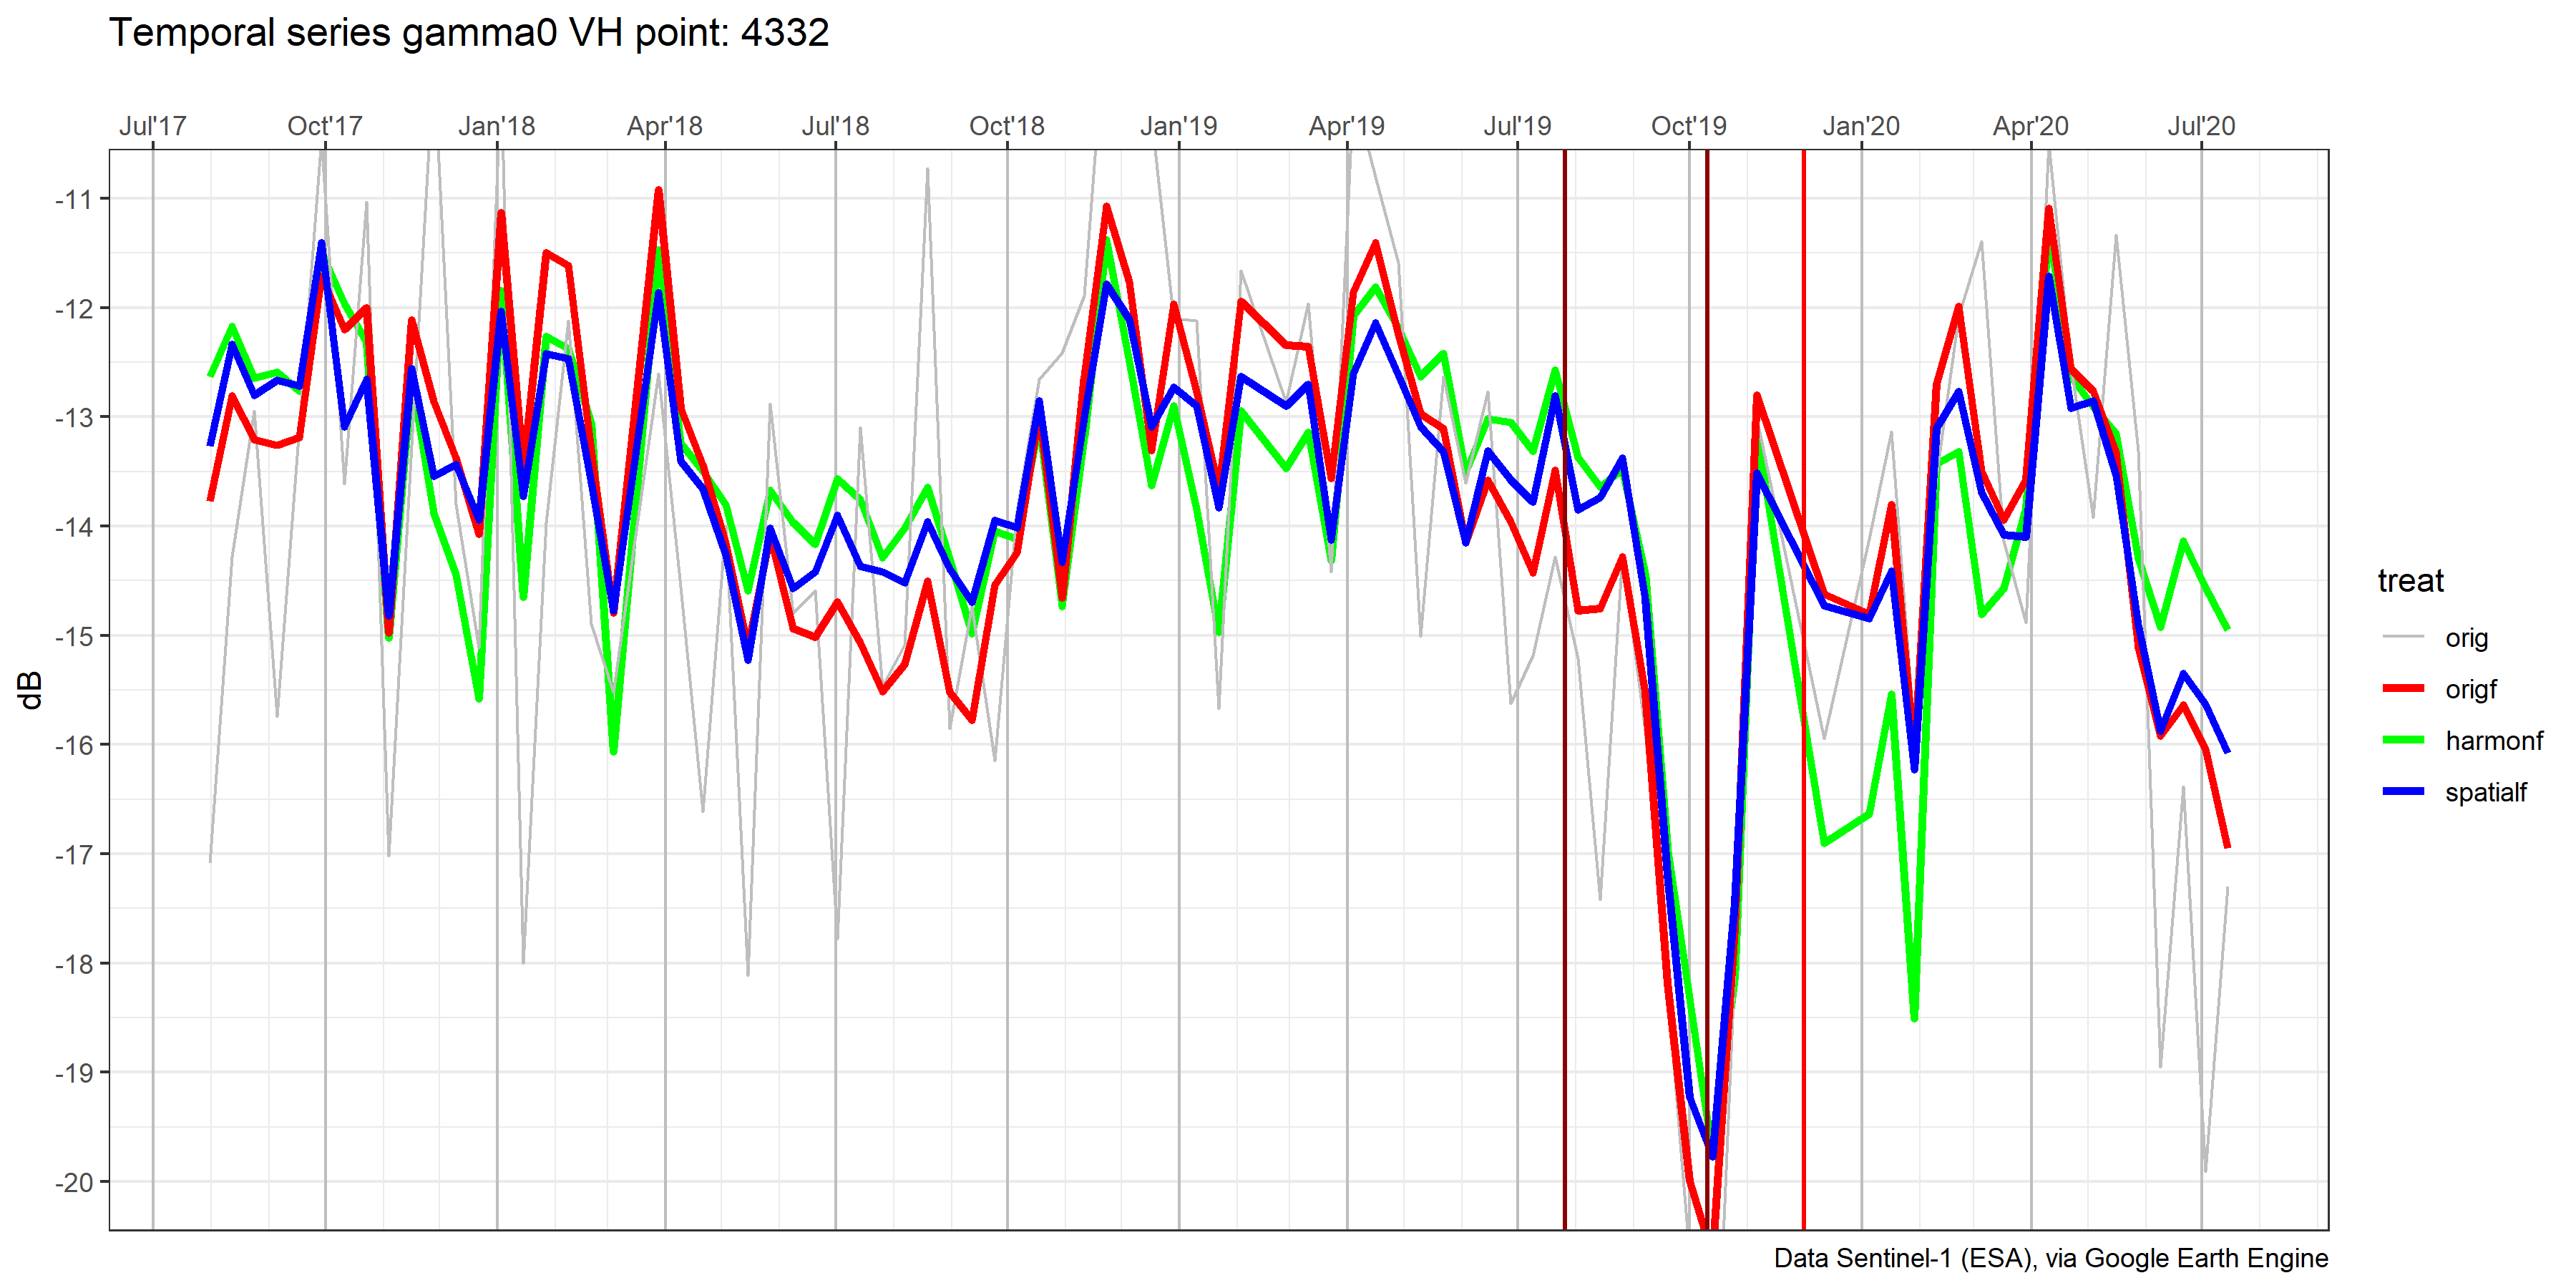 Temporal series gamma0 VH point: 4332
Jul'17 Oct'17 Jan'18 Apr'18 Jul'18 Oct'18 Jan'19 Apr'19 Jul'19 Oct'19 Jan'20 Apr'20 Jul'20
-11
-12
-13
-14
-15
-16
-17
-18
-19
-20
dB
treat
orig
origf
harmonf
spatialf
Data Sentinel-1 (ESA), via Google Earth Engine